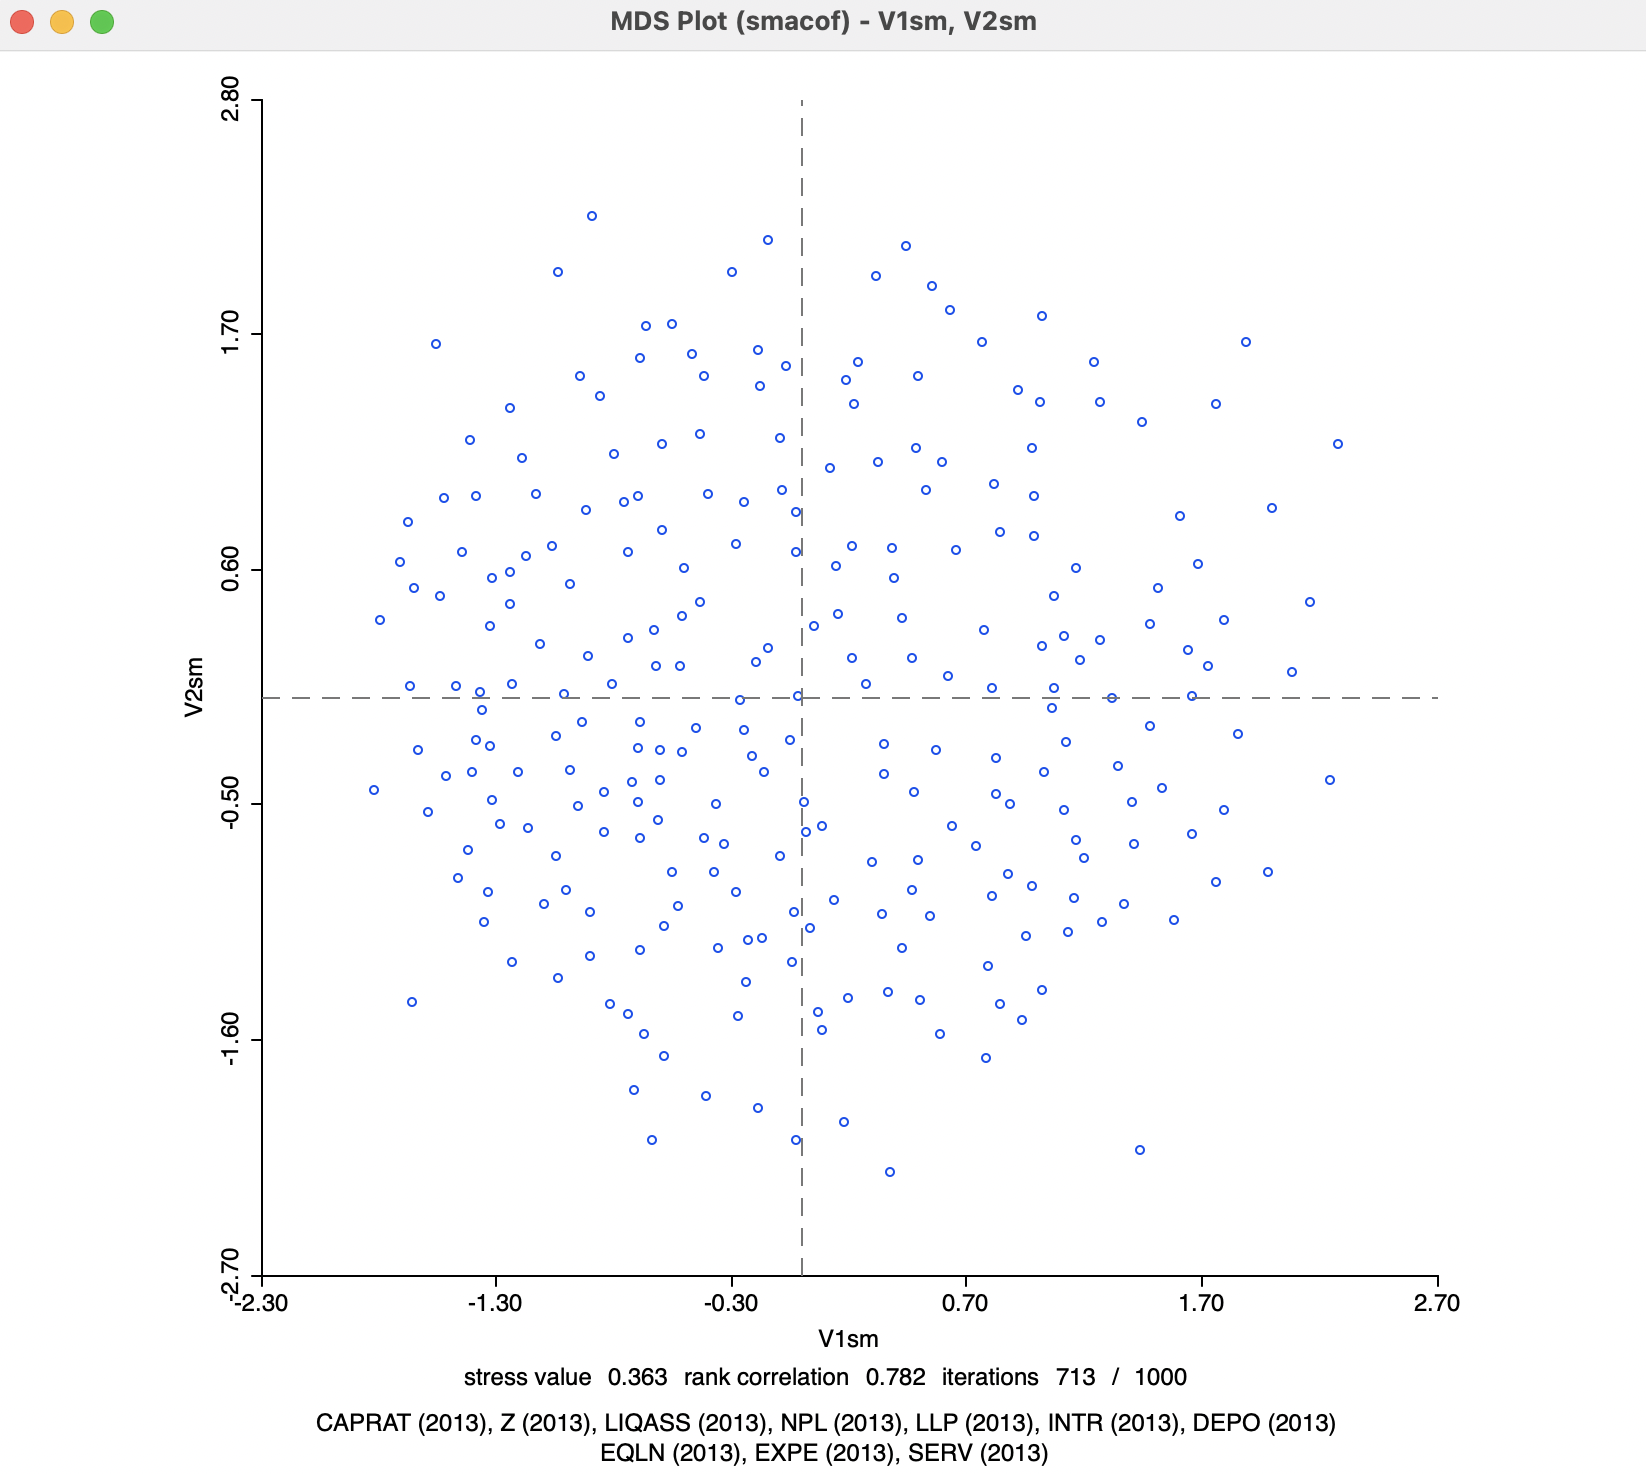 MDS Plot (smacof) - V1sm, V2sm
2.80
1.70
0.60
-0.50
-1.60
-2.70
V2sm
-2.30 -1.30 -0.30 0.70 1.70 2.70
V1sm
stress value 0.363 rank correlation 0.782 iterations 713 / 1000
CAPRAT (2013), Z (2013), LIQASS (2013), NPL (2013), LLP (2013), INTR (2013), DEPO (2013)
EQLN (2013), EXPE (2013), SERV (2013)